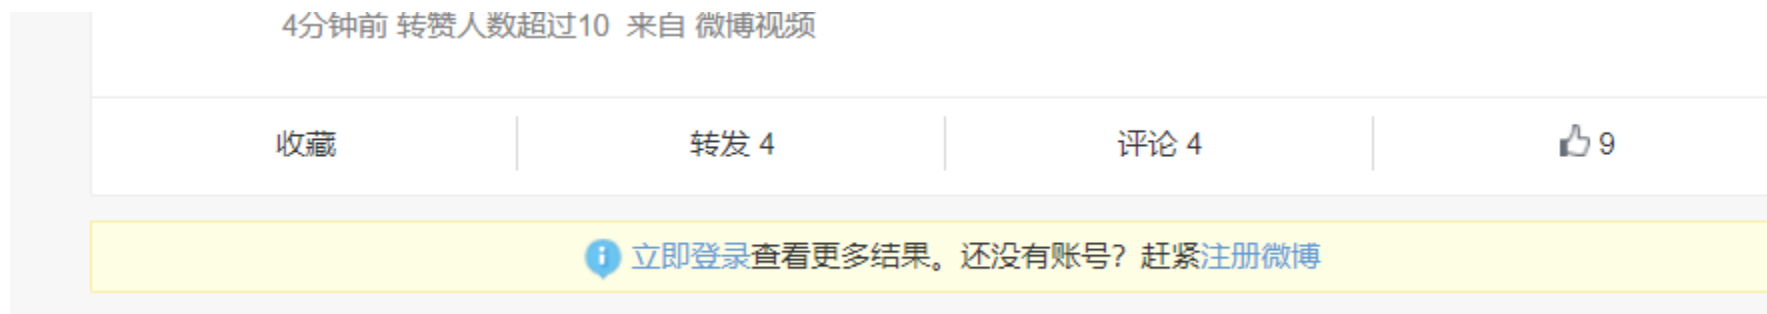 4分钟前 转赞人数超过10 来自 微博视频
收藏 转发 4 评论 4 9
立即登录查看更多结果。还没有账号？赶紧注册微博